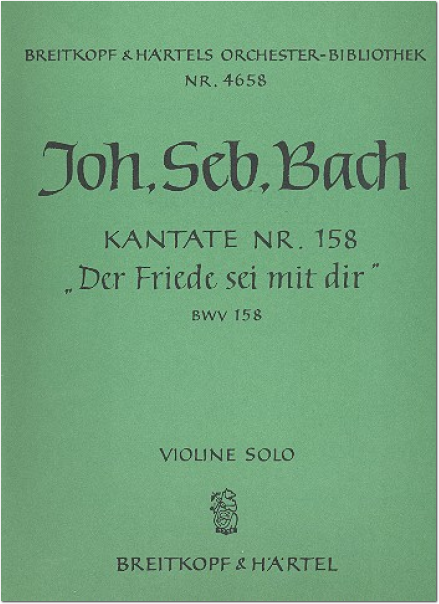 BREITKOPF & HÄRTELS ORCHESTER-BIBLIOTHEK
NR. 4658
Joh. Seb. Bach
KANTATE NR. 158
„Der Friede sei mit dir"
BWV 158
VIOLINE SOLO
BREITKOPF & HÄRTEL